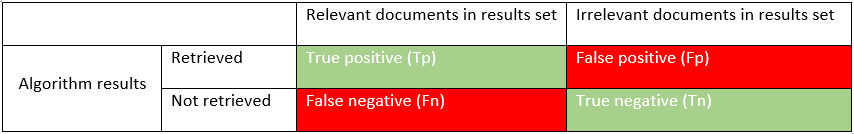 Relevant documents in results set
Irrelevant documents in results set
Algorithm results
Retrieved
True positive (Tp)
False positive (Fp)
Not retrieved
False negative (Fn)
True negative (Tn)